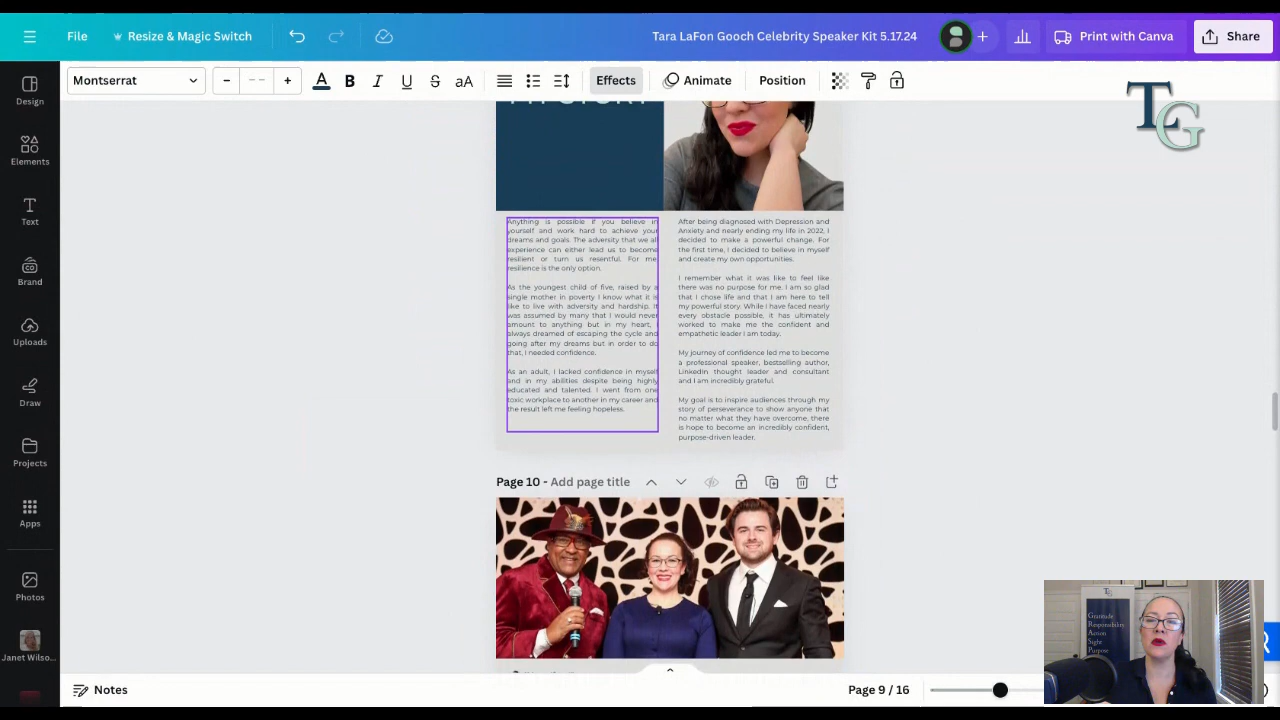 File
Resize & Magic Switch
Tara LaFon Gooch Celebrity Speaker Kit 5.17.24
Print with Canva
Share
Montserrat
– – – +
A B I U S aA
Effects
Animate
Position
TLG
Design
Elements
Text
Brand
Uploads
Draw
Projects
Apps
Photos
Janet Wilso...
MY STORY
Anything is possible if you believe in
yourself and work hard to achieve your
dreams and goals. The adversity that we all
experience can either lead us to become
resilient or turn us resentful. For me,
resilience is the only option.
As the youngest child of five, raised by a
single mother in poverty I know what it is
like to live with adversity and hardship. It
was assumed by many that I would never
amount to anything but in my heart, I
always dreamed of escaping the cycle and
going after my dreams but in order to do
that, I needed confidence.
As an adult, I lacked confidence in myself
and in my abilities despite being highly
educated and talented. I went from one
toxic workplace to another in my career and
the result left me feeling hopeless.
After being diagnosed with Depression and
Anxiety and nearly ending my life in 2022, I
decided to make a powerful change. For
the first time, I decided to believe in myself
and create my own opportunities.
I remember what it was like to feel like
there was no purpose for me. I am so glad
that I chose life and that I am here to tell
my powerful story. While I have faced nearly
every obstacle possible, it has ultimately
worked to make me the confident and
empathetic leader I am today.
My journey of confidence led me to become
a professional speaker, bestselling author,
LinkedIn thought leader and consultant
and I am incredibly grateful.
My goal is to inspire audiences through my
story of perseverance to show anyone that
no matter what they have overcome, there
is hope to become an incredibly confident,
purpose-driven leader.
Page 10 - Add page title
TG
Gratitude
Responsibility
Action
Sight
Purpose
Notes
Page 9 / 16